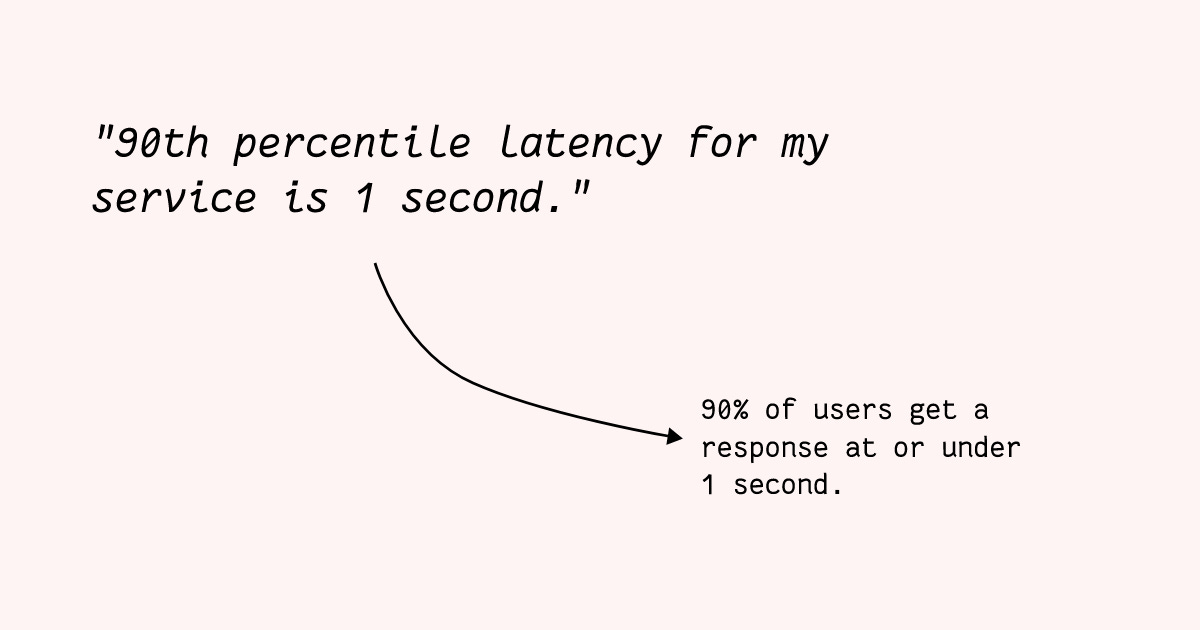 "90th percentile latency for my
service is 1 second."
90% of users get a
response at or under
1 second.